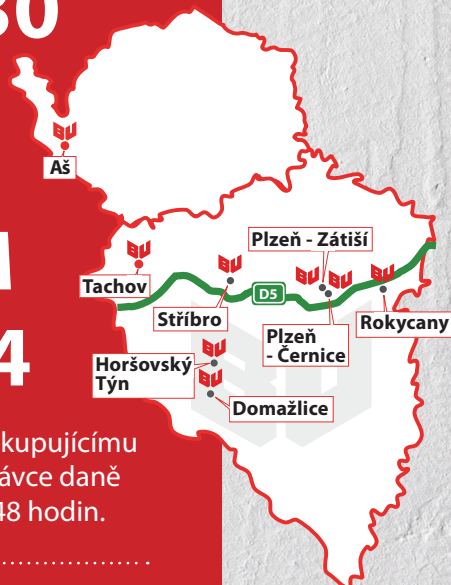 30
Aš
Plzeň - Zátiší
Tachov
D5
Stříbro
Plzeň
- Černice
Rokycany
Horšovský
Týn
Domažlice
4
kupujícímu
ávce daně
48 hodin.